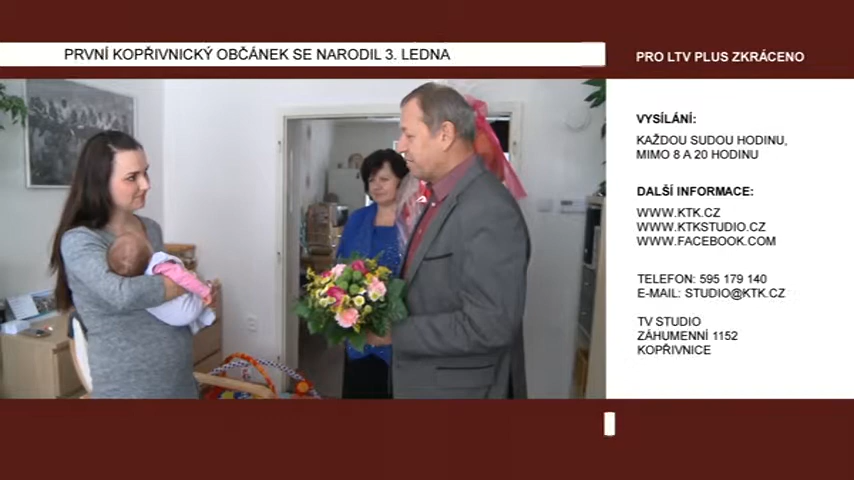 PRVNÍ KOPŘIVNICKÝ OBČÁNEK SE NARODIL 3. LEDNA
PRO LTV PLUS ZKRÁCENO
VYSÍLÁNÍ:
KAŽDOU SUDOU HODINU,
MIMO 8 A 20 HODINU
DALŠÍ INFORMACE:
WWW.KTK.CZ
WWW.KTKSTUDIO.CZ
WWW.FACEBOOK.COM
TELEFON: 595 179 140
E-MAIL: STUDIO@KTK.CZ
TV STUDIO
ZÁHUMENNÍ 1152
KOPŘIVNICE